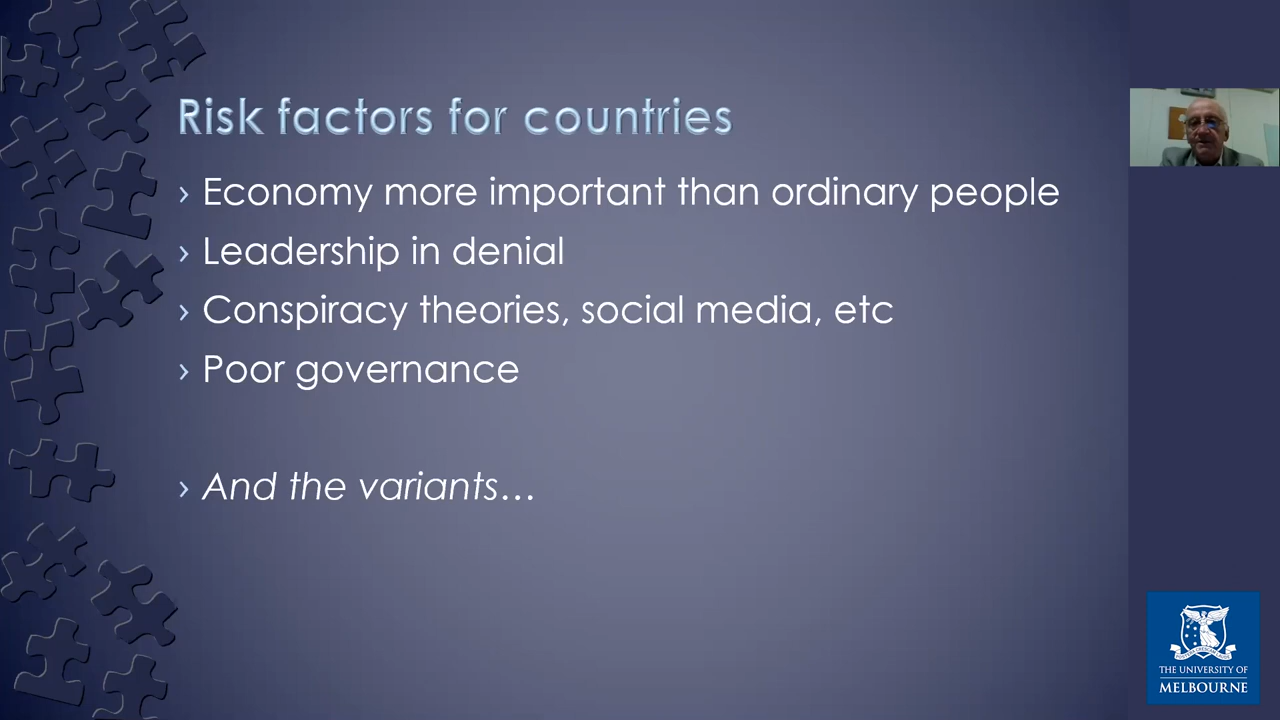 Risk factors for countries
› Economy more important than ordinary people
› Leadership in denial
› Conspiracy theories, social media, etc
› Poor governance
› And the variants…
THE UNIVERSITY OF
MELBOURNE